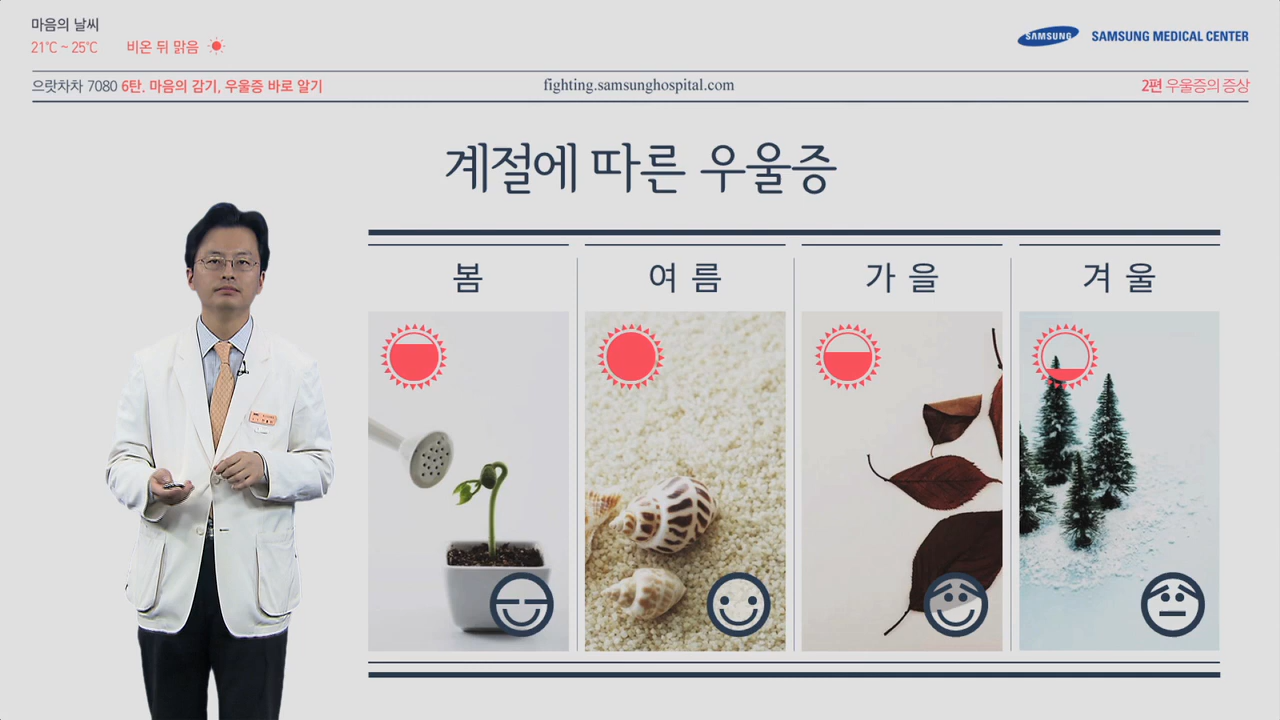 마음의 날씨
21℃ ~ 25℃ 비온 뒤 맑음
SAMSUNG SAMSUNG MEDICAL CENTER
으랏차차 7080 6탄. 마음의 감기, 우울증 바로 알기
fighting.samsunghospital.com
2편 우울증의 증상
계절에 따른 우울증
봄
여 름
가 을
겨 울